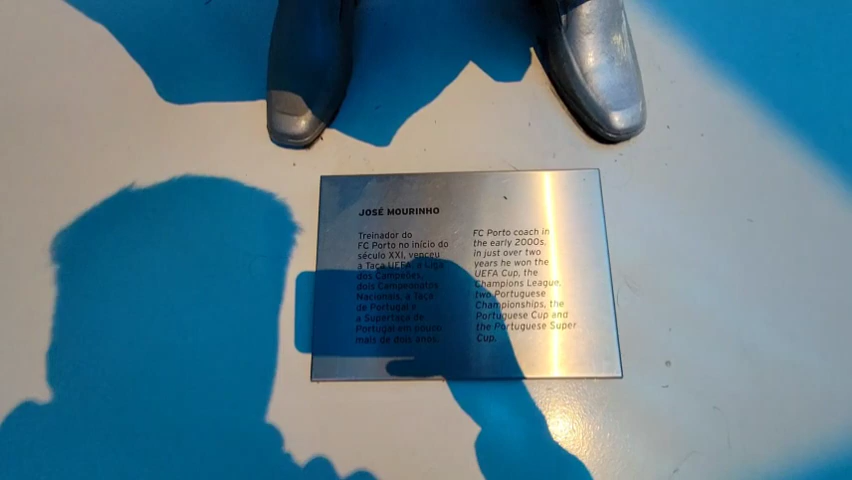 JOSÉ MOURINHO
Treinador do
FC Porto no início do
século XXI, venceu
a Taça UEFA, a Liga
dos Campeões,
dois Campeonatos
Nacionais, a Taça
de Portugal e
a Supertaça de
Portugal em pouco
mais de dois anos.
FC Porto coach in
the early 2000s,
in just over two
years he won the
UEFA Cup, the
Champions League,
two Portuguese
Championships, the
Portuguese Cup and
the Portuguese Super
Cup.